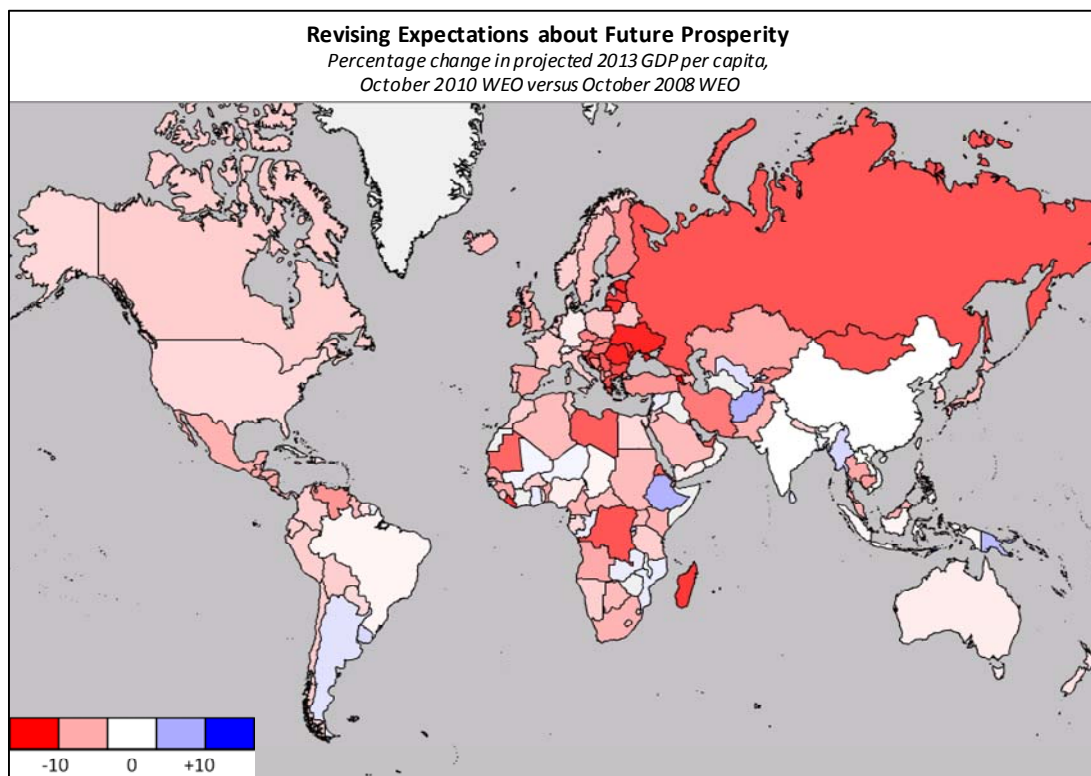 Revising Expectations about Future Prosperity
Percentage change in projected 2013 GDP per capita,
October 2010 WEO versus October 2008 WEO
-10 0 +10